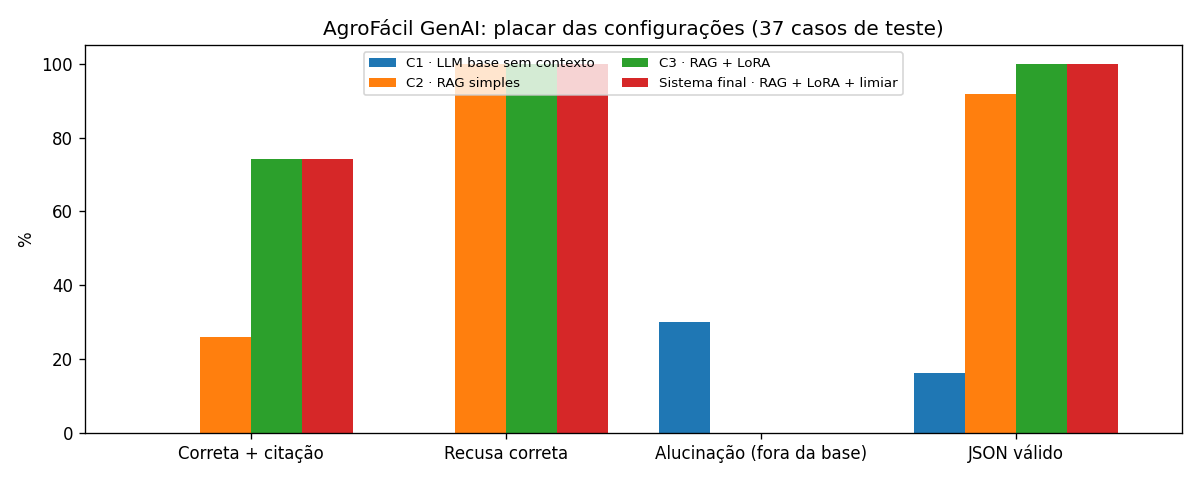 AgroFácil GenAI: placar das configurações (37 casos de teste)
C1 · LLM base sem contexto
C2 · RAG simples
C3 · RAG + LoRA
Sistema final · RAG + LoRA + limiar
%
100
80
60
40
20
0
Correta + citação
Recusa correta
Alucinação (fora da base)
JSON válido